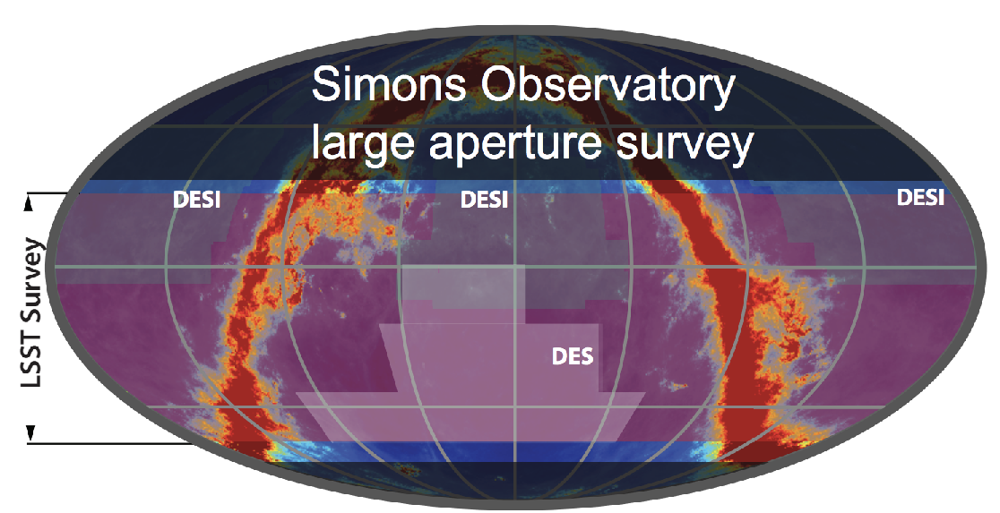 Simons Observatory
large aperture survey
DESI
DESI
DESI
LSST Survey
DES